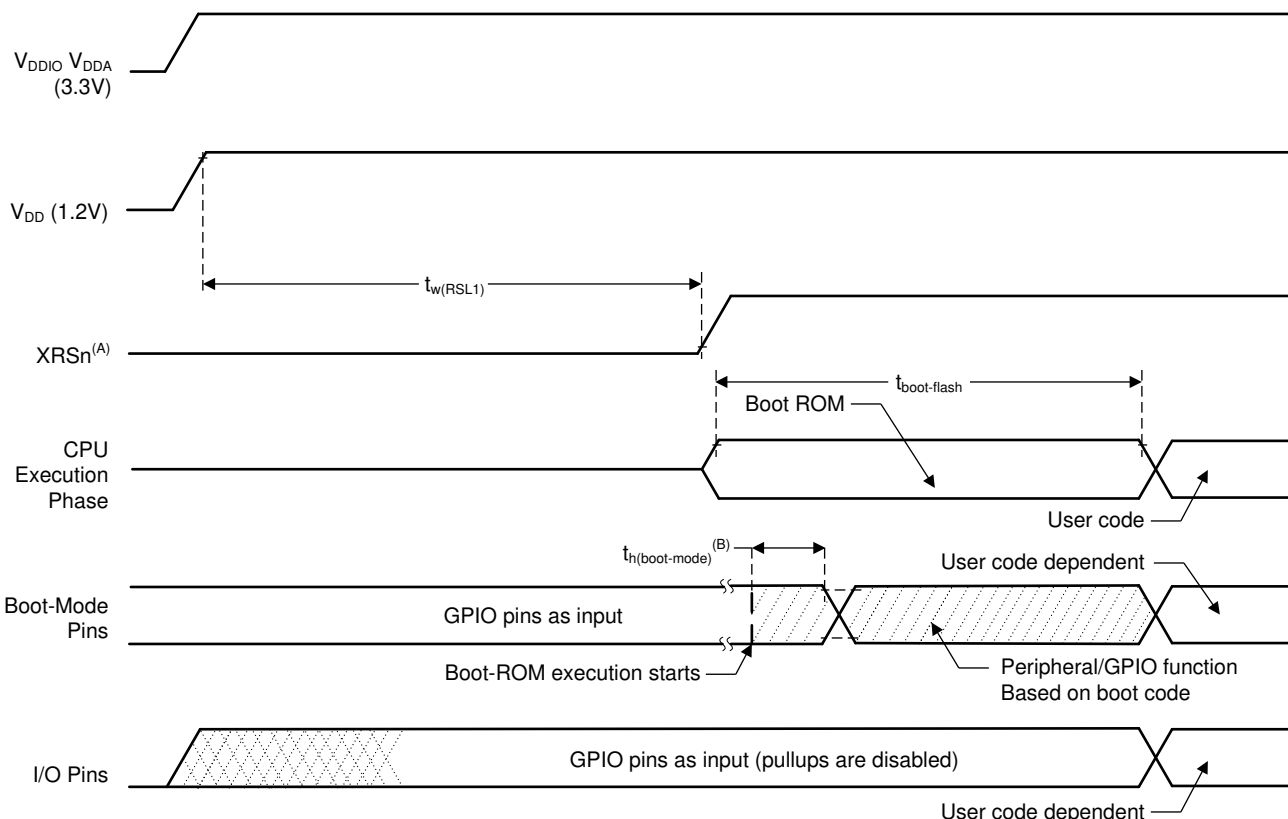 VDDIO VDDA
(3.3V)
VDD (1.2V)
tw(RSL1)
XRSn(A)
tboot-flash
Boot ROM
CPU
Execution
Phase
User code
th(boot-mode)(B)
User code dependent
Boot-Mode
Pins
GPIO pins as input
Boot-ROM execution starts
Peripheral/GPIO function
Based on boot code
I/O Pins
GPIO pins as input (pullups are disabled)
User code dependent